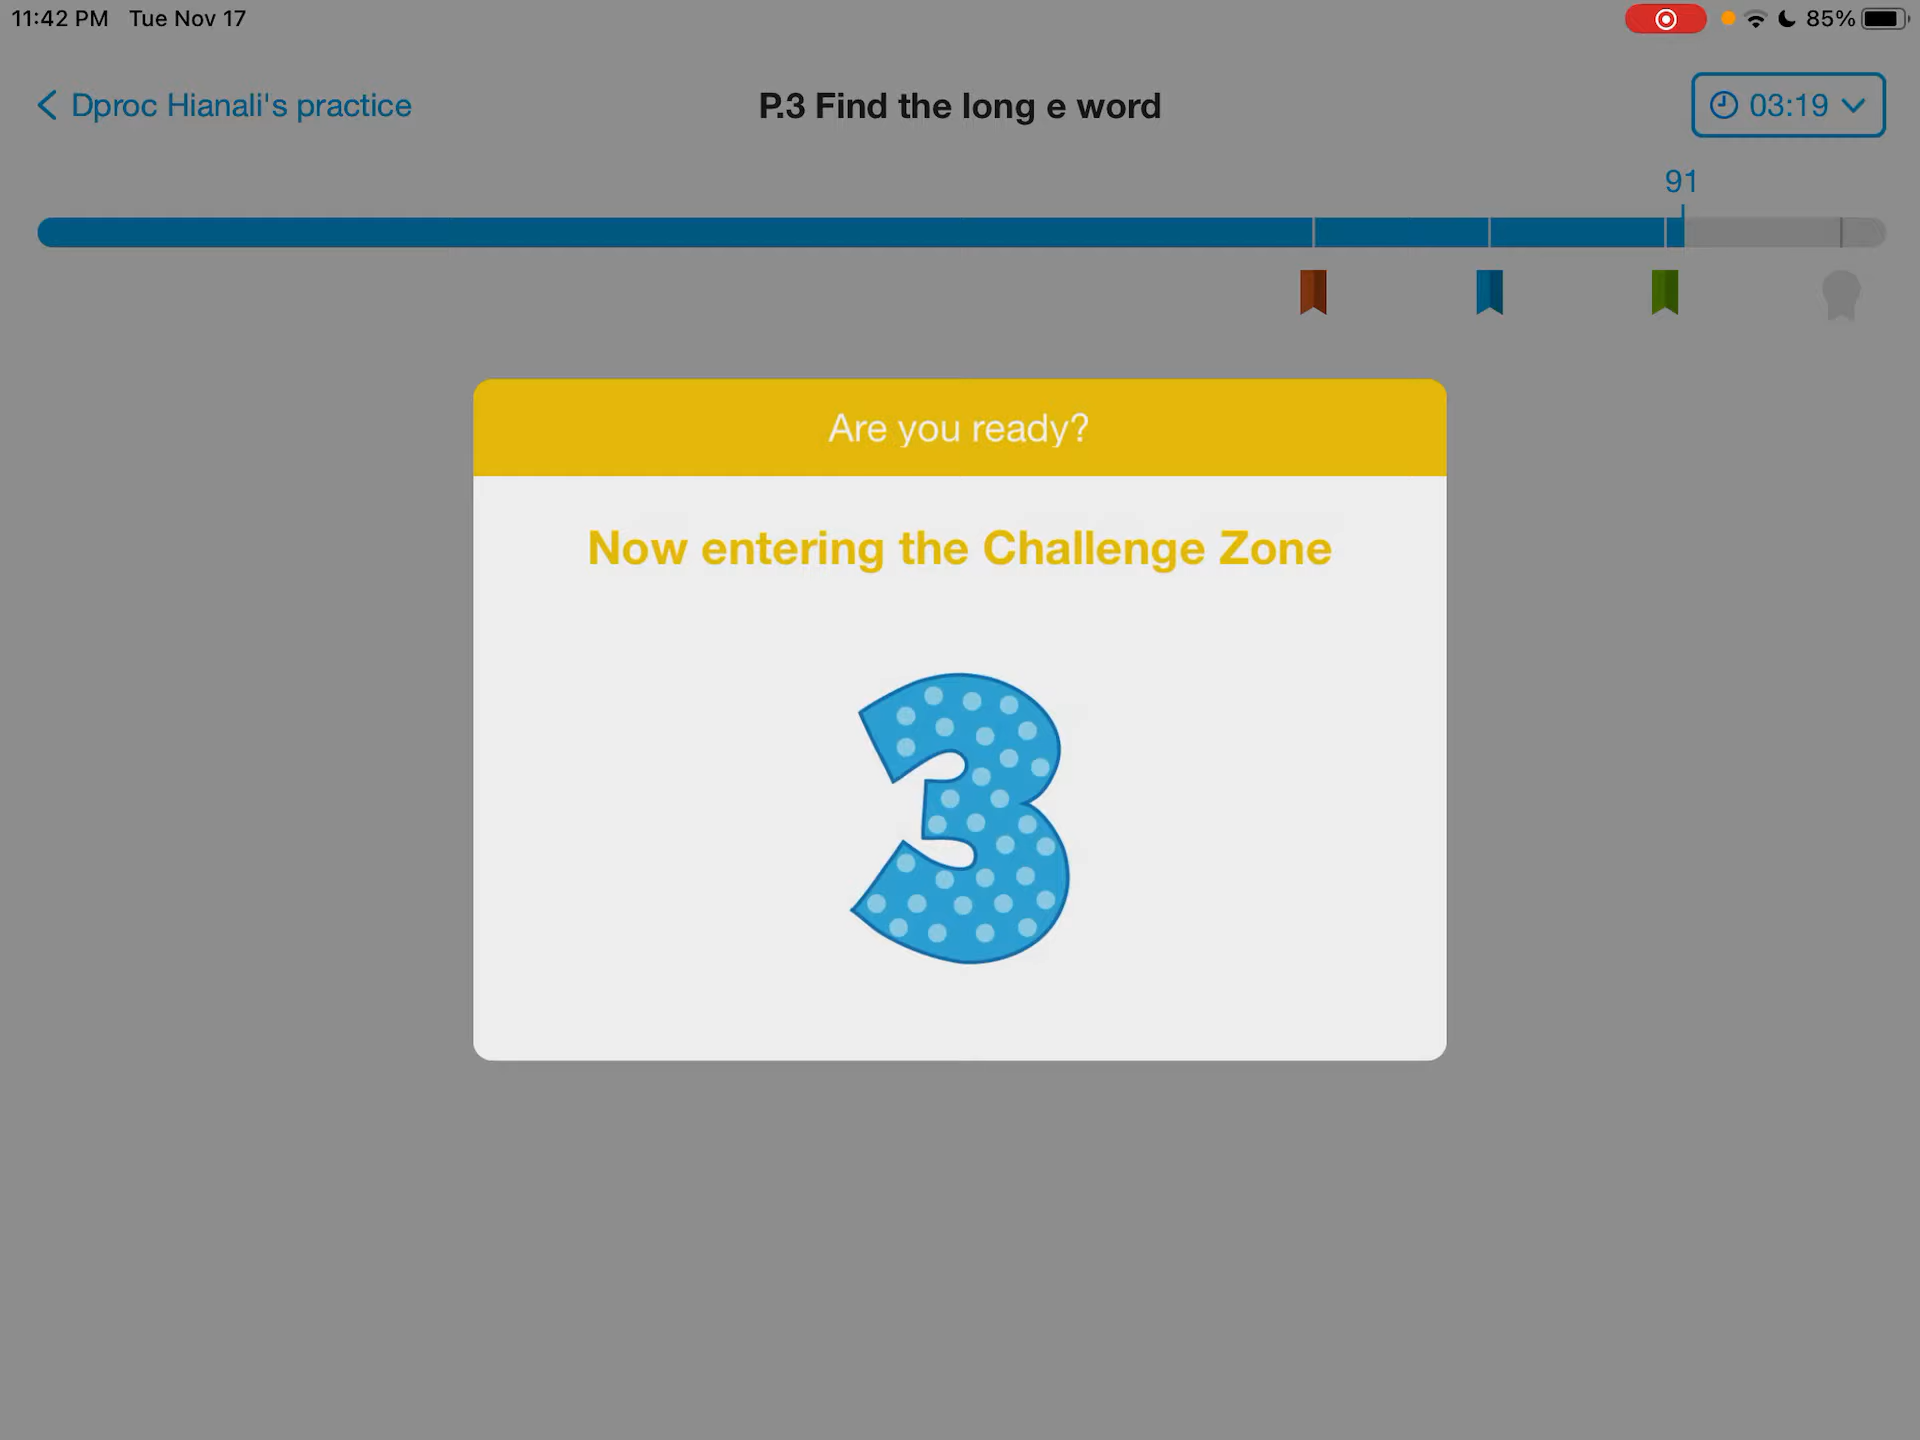 11:42 PM Tue Nov 17 85%
Dproc Hianali's practice P.3 Find the long e word 03:19
91
Are you ready?
Now entering the Challenge Zone
3